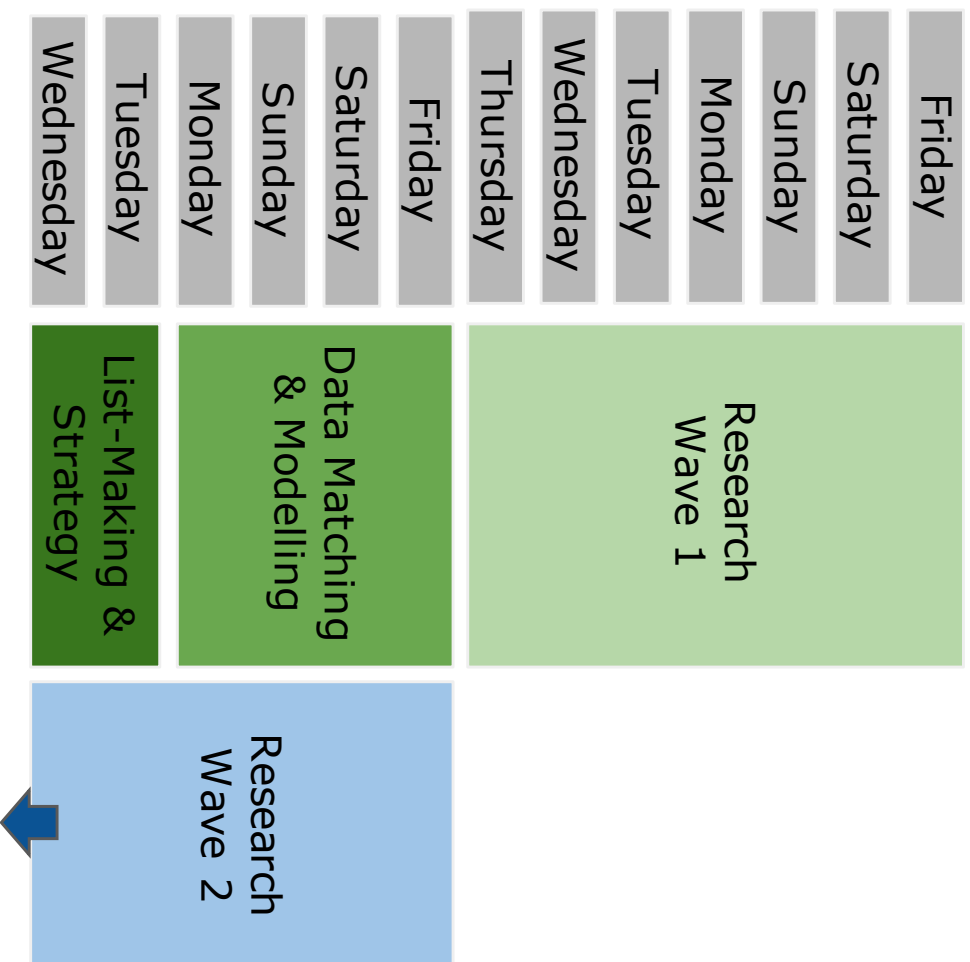 Friday
Saturday
Sunday
Monday
Tuesday
Wednesday
Thursday
Friday
Saturday
Sunday
Monday
Tuesday
Wednesday
Research
Wave 1
Data Matching
& Modelling
List-Making &
Strategy
Research
Wave 2